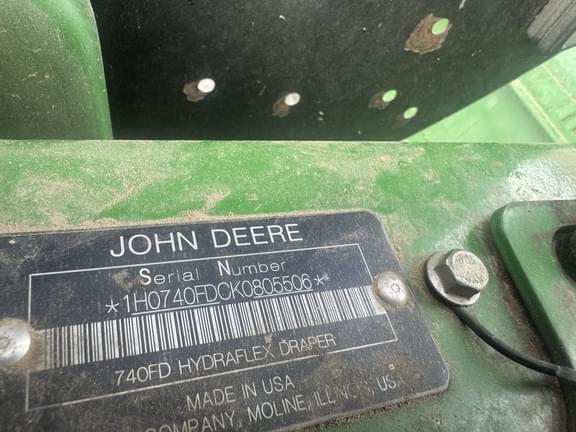 JOHN DEERE
Serial Number
*1H0740FDCK0805506*
740FD HYDRAFLEX DRAPER
MADE IN USA
COMPANY, MOLINE, ILLINOIS, USA